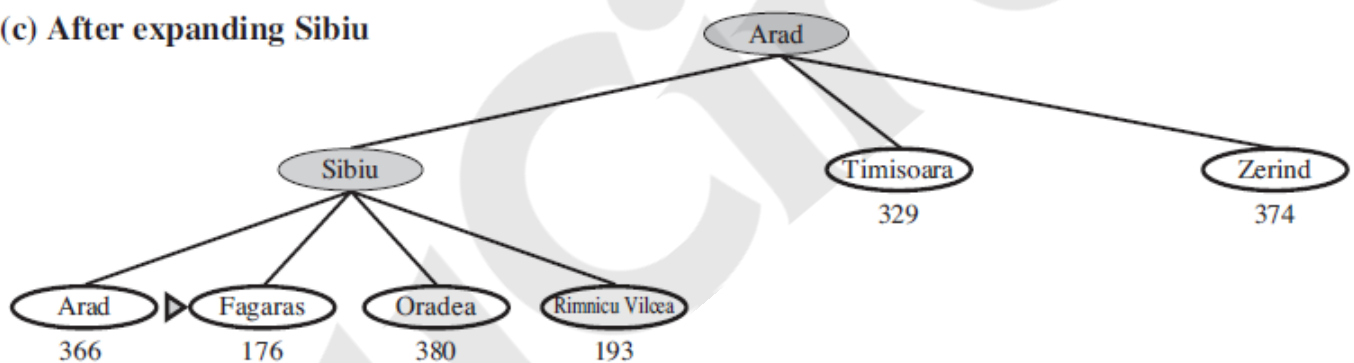 (c) After expanding Sibiu
Arad
Sibiu
Timisoara
Zerind
329
374
Arad
Fagaras
Oradea
Rimnicu Vilcea
366
176
380
193